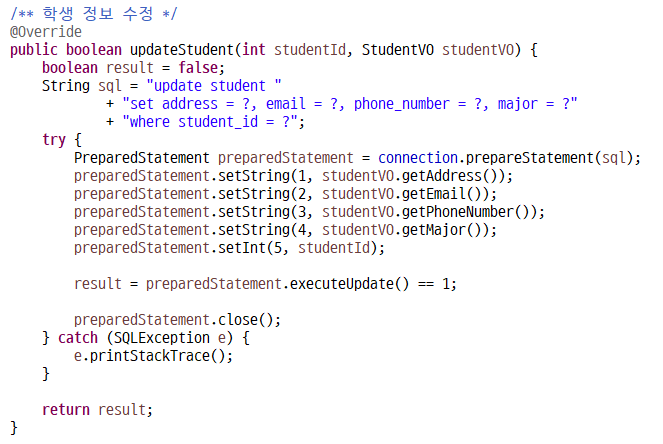 /** 학생 정보 수정 */
@Override
public boolean updateStudent(int studentId, StudentVO studentVO) {
boolean result = false;
String sql = "update student "
+ "set address = ?, email = ?, phone_number = ?, major = ?"
+ "where student_id = ?";
try {
PreparedStatement preparedStatement = connection.prepareStatement(sql);
preparedStatement.setString(1, studentVO.getAddress());
preparedStatement.setString(2, studentVO.getEmail());
preparedStatement.setString(3, studentVO.getPhoneNumber());
preparedStatement.setString(4, studentVO.getMajor());
preparedStatement.setInt(5, studentId);
result = preparedStatement.executeUpdate() == 1;
preparedStatement.close();
} catch (SQLException e) {
e.printStackTrace();
}
return result;
}